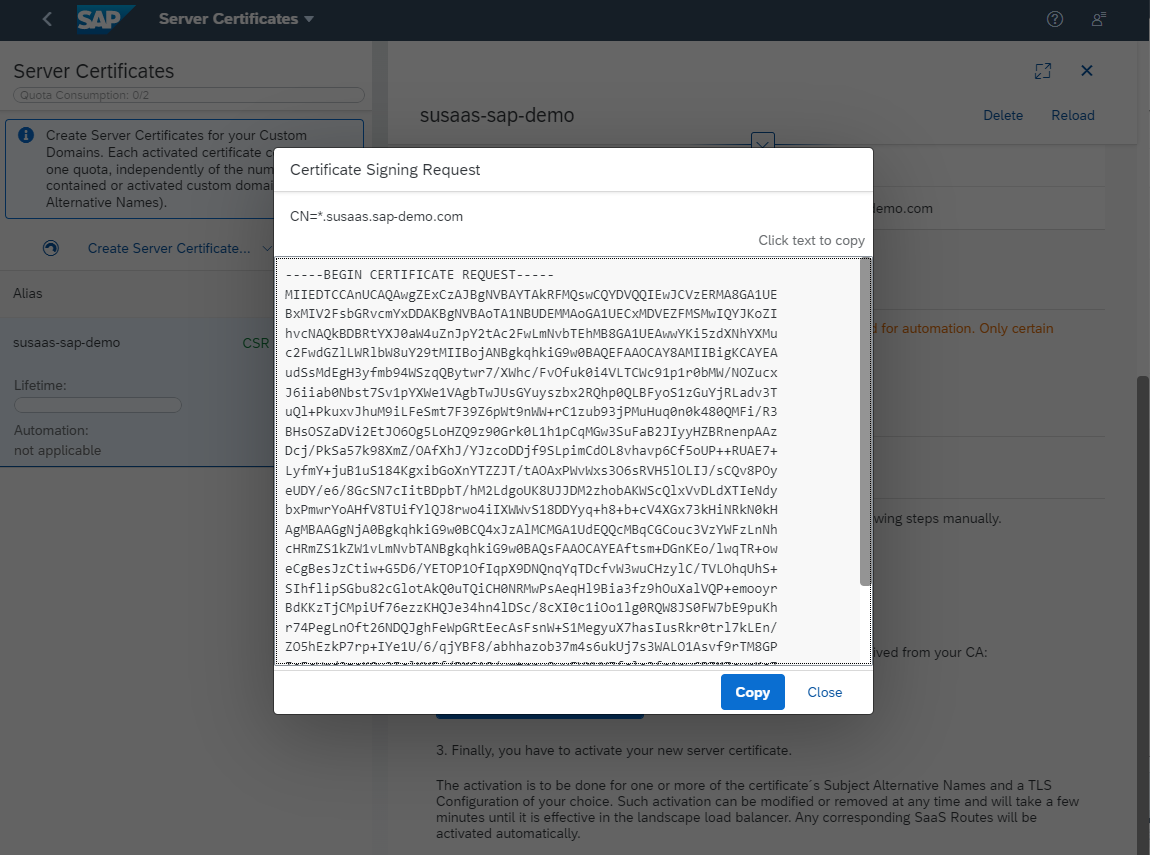 SAP
Server Certificates
Server Certificates
Quota Consumption: 0/2
Create Server Certificates for your Custom
Domains. Each activated certificate c
one quota, independently of the num
contained or activated custom domai
Alternative Names).
Create Server Certificate...
Alias
susaas-sap-demo
CSR
Lifetime:
Automation:
not applicable
susaas-sap-demo
Delete
Reload
Certificate Signing Request
CN=*.susaas.sap-demo.com
Click text to copy
-----BEGIN CERTIFICATE REQUEST-----
MIIEDTCCAnUCAQAwgZExCzAJBgNVBAYTAkRFMQswCQYDVQQIEwJCVzERMA8GA1UE
BxMIV2FsbGRvcmYxDDAKBgNVBAoTA1NBUDEMMAoGA1UECxMDVEZFMSMwIQYJKoZI
hvcNAQkBDBRtYXJ0aW4uZnJpY2tAc2FwLmNvbTEhMB8GA1UEAwwYKi5zdXNhYXMu
c2FwdGZlLWRlbW8uY29tMIIBojANBgkqhkiG9w0BAQEFAAOCAY8AMIIBigKCAYEA
udSsMdEgH3yfmb94WSzqQBytwr7/XWhc/FvOfuk0i4VLTCWc91p1r0bMW/NOZucx
J6iiab0Nbst7Sv1pYXWe1VAgbTwJUsGYuyszbx2RQhp0QLBFyoS1zGuYjRLadv3T
uQl+PkuxvJhuM9iLFeSmt7F39Z6pWt9nWW+rC1zub93jPMuHuq0n0k480QMFi/R3
BHsOSZaDVi2EtJO6Og5LoHZQ9z90Grk0L1h1pCqMGw3SuFaB2JIyyHZBRnenpAAz
Dcj/PkSa57k98XmZ/OAfXhJ/YJzcoDDjf9SLpimCdOL8vhavp6Cf5oUP++RUAE7+
LyfmY+juB1uS184KgxibGoXnYTZZJT/tAOAxPWvWxs3O6sRVH5lOLIJ/sCQv8POy
eUDY/e6/8GcSN7cIitBDpbT/hM2LdgoUK8UJJDM2zhobAKWScQlxVvDLdXTIeNdy
bxPmwrYoAHfV8TUifYlQJ8rwo4iIXWWvS18DDYyq+h8+b+cV4XGx73kHiNRkN0kH
AgMBAAGgNjA0BgkqhkiG9w0BCQ4xJzAlMCMGA1UdEQQcMBqCGCouc3VzYWFzLnNh
cHRmZS1kZW1vLmNvbTANBgkqhkiG9w0BAQsFAAOCAYEAftsm+DGnKEo/lwqTR+ow
eCgBesJzCtiw+G5D6/YETOP1OfIqpX9DNQnqYqTDcfvW3wuCHzylC/TVLOhqUhS+
SIhflipSGbu82cGlotAkQ0uTQiCH0NRMwPsAeqHl9Bia3fz9hOuXalVQP+emooyr
BdKKzTjCMpiUf76ezzKHQJe34hn4lDSc/8cXI0c1iOo1lg0RQW8JS0FW7bE9puKh
r74PegLnOft26NDQJghFeWpGRtEecAsFsnW+S1MegyuX7hasIusRkr0trl7kLEn/
ZO5hEzkP7rp+IYe1U/6/qjYBF8/abhhazob37m4s6ukUj7s3WALO1Asvf9rTM8GP
Copy
Close
lemo.com
d for automation. Only certain
wing steps manually.
ved from your CA:
3. Finally, you have to activate your new server certificate.
The activation is to be done for one or more of the certificate´s Subject Alternative Names and a TLS
Configuration of your choice. Such activation can be modified or removed at any time and will take a few
minutes until it is effective in the landscape load balancer. Any corresponding SaaS Routes will be
activated automatically.